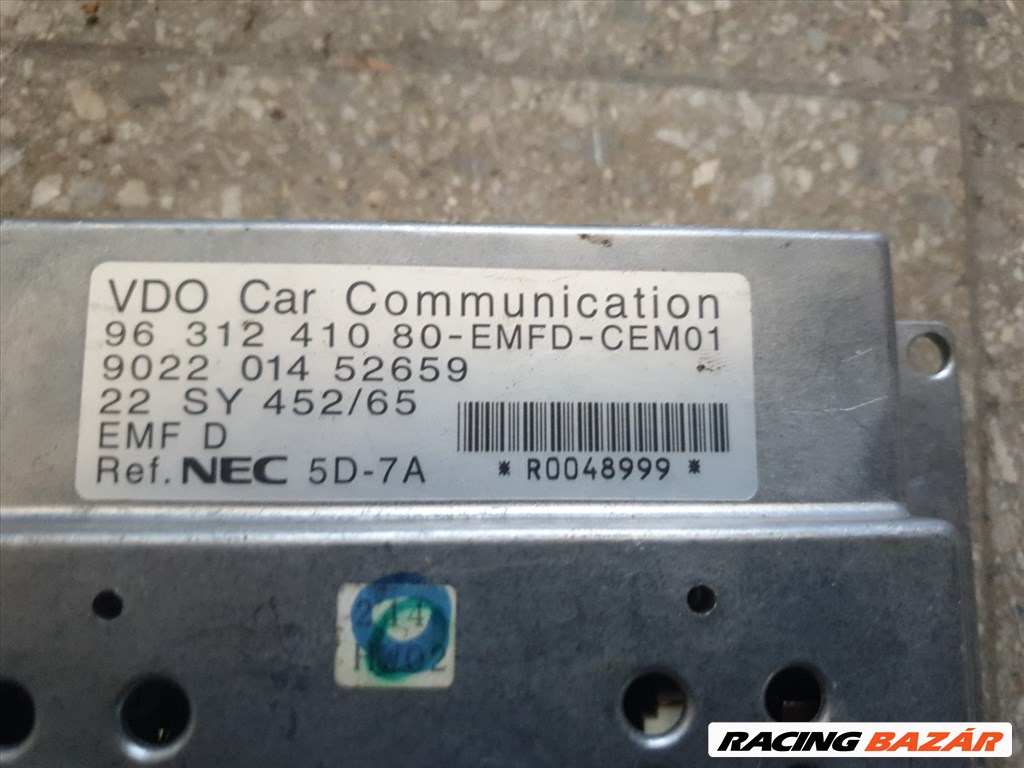 VDO Car Communication
96 312 410 80-EMFD-CEM01
9022 014 52659
22 SY 452/65
EMF D
Ref. NEC 5D-7A
* R0048999 *
RACING BAZÁR